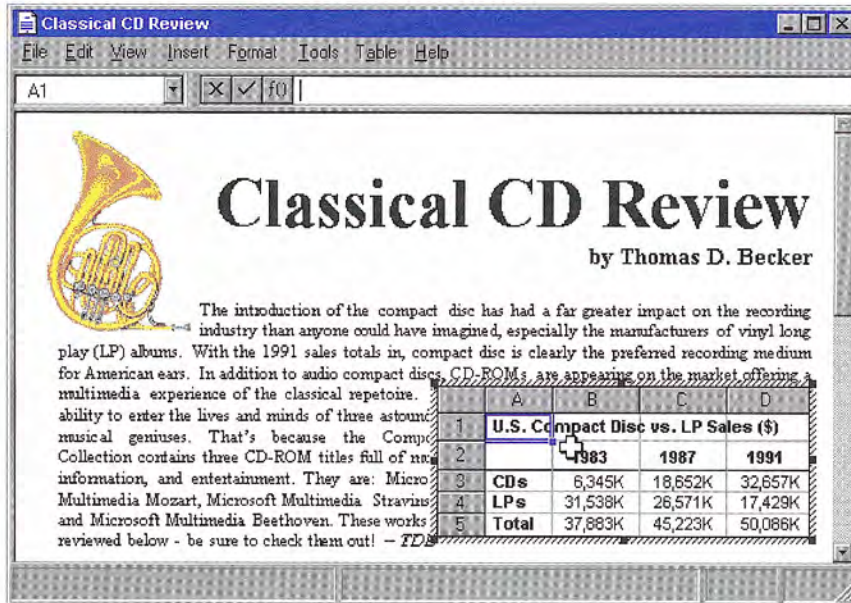 Classical CD Review
File Edit View Insert Format Tools Table Help
A1 f()
Classical CD Review
by Thomas D. Becker
The introduction of the compact disc has had a far greater impact on the recording
industry than anyone could have imagined, especially the manufacturers of vinyl long
play (LP) albums. With the 1991 sales totals in, compact disc is clearly the preferred recording medium
for American ears. In addition to audio compact discs, CD-ROMs are appearing on the market offering a
multimedia experience of the classical repetoire.
ability to enter the lives and minds of three
musical geniuses. That's because the
Collection contains three CD-ROM titles full of
information, and entertainment. They are:
Multimedia Mozart, Microsoft Multimedia
and Microsoft Multimedia Beethoven. These works
reviewed below - be sure to check them out! –
A B C D
1 U.S. Compact Disc vs. LP Sales ($)
2 1983 1987 1991
3 CDs 6,345K 18,652K 32,657K
4 LPs 31,538K 26,571K 17,429K
5 Total 37,883K 45,223K 50,086K